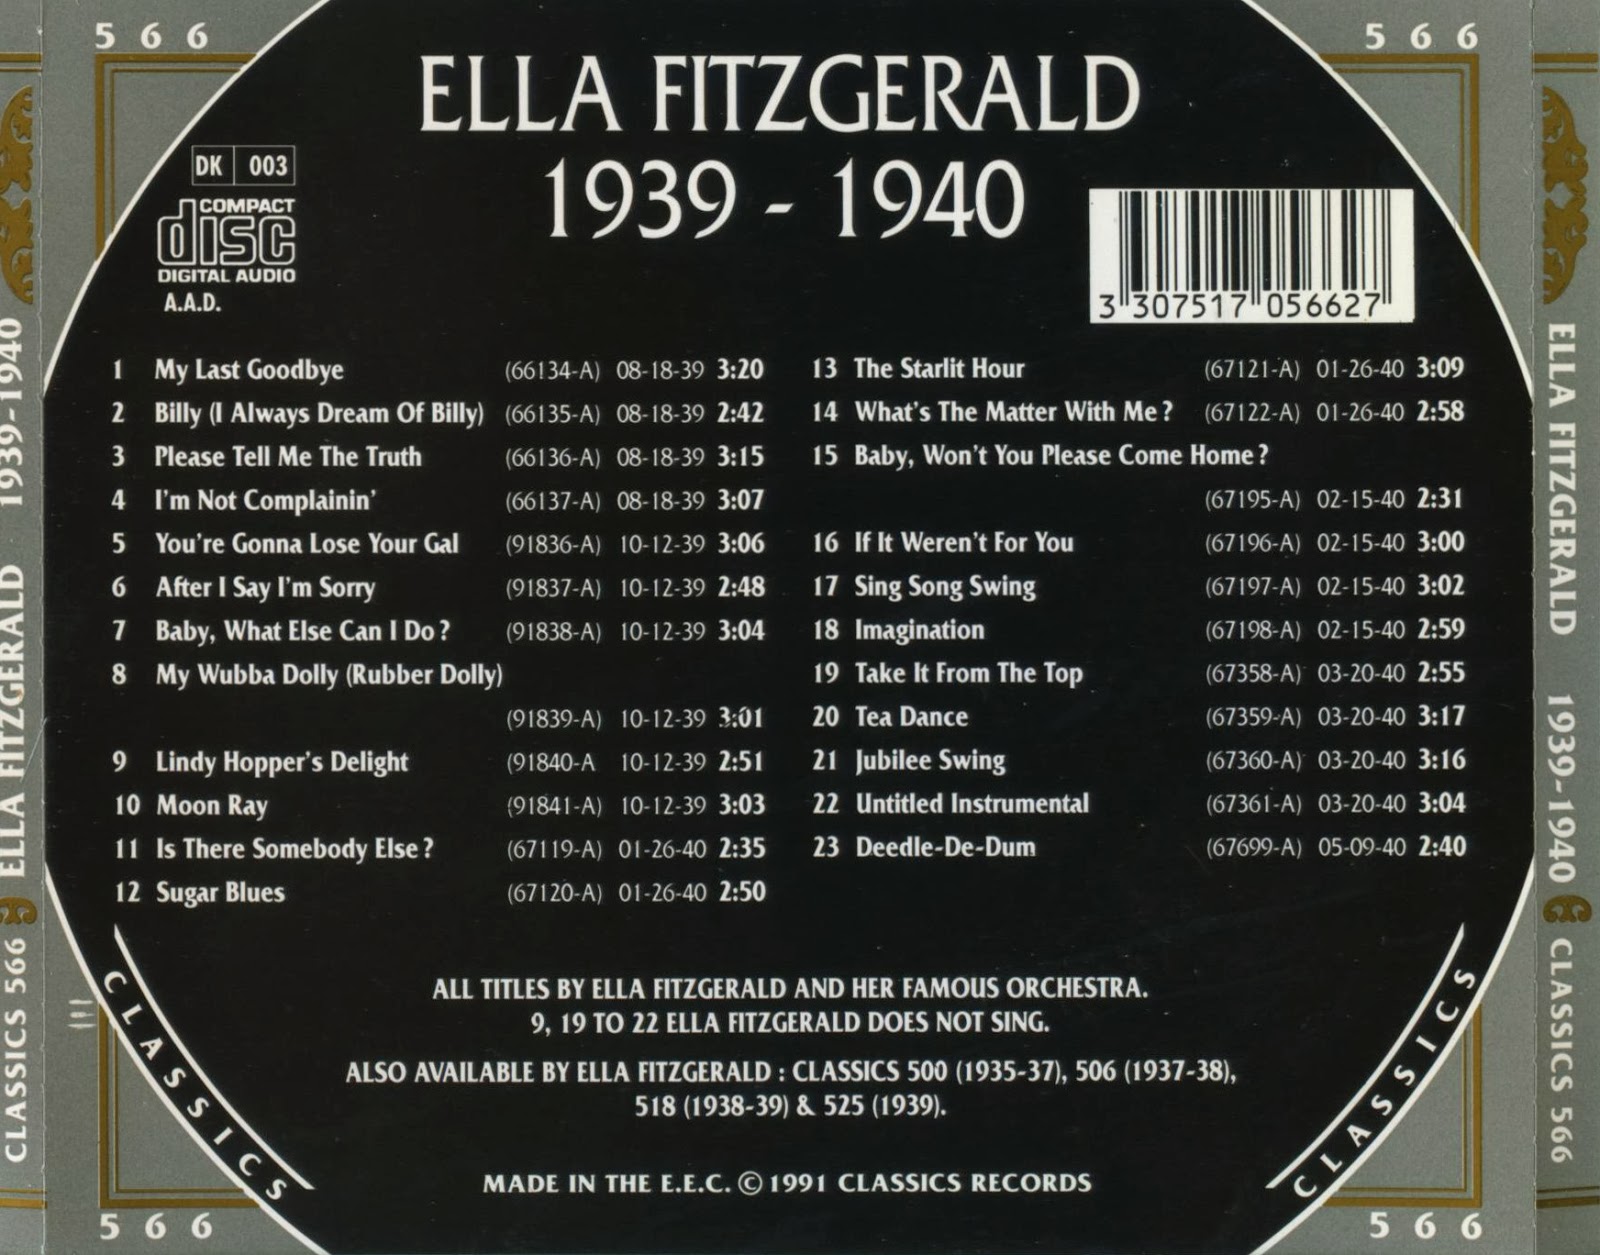 566
566
ELLA FITZGERALD
1939 - 1940
DK 003
COMPACT
disc
DIGITAL AUDIO
A.A.D.
3 307517 056627
1 My Last Goodbye (66134-A) 08-18-39 3:20
2 Billy (I Always Dream Of Billy) (66135-A) 08-18-39 2:42
3 Please Tell Me The Truth (66136-A) 08-18-39 3:15
4 I'm Not Complainin' (66137-A) 08-18-39 3:07
5 You're Gonna Lose Your Gal (91836-A) 10-12-39 3:06
6 After I Say I'm Sorry (91837-A) 10-12-39 2:48
7 Baby, What Else Can I Do? (91838-A) 10-12-39 3:04
8 My Wubba Dolly (Rubber Dolly)
(91839-A) 10-12-39 3:01
9 Lindy Hopper's Delight (91840-A 10-12-39 2:51
10 Moon Ray (91841-A) 10-12-39 3:03
11 Is There Somebody Else? (67119-A) 01-26-40 2:35
12 Sugar Blues (67120-A) 01-26-40 2:50
13 The Starlit Hour (67121-A) 01-26-40 3:09
14 What's The Matter With Me? (67122-A) 01-26-40 2:58
15 Baby, Won't You Please Come Home?
(67195-A) 02-15-40 2:31
16 If It Weren't For You (67196-A) 02-15-40 3:00
17 Sing Song Swing (67197-A) 02-15-40 3:02
18 Imagination (67198-A) 02-15-40 2:59
19 Take It From The Top (67358-A) 03-20-40 2:55
20 Tea Dance (67359-A) 03-20-40 3:17
21 Jubilee Swing (67360-A) 03-20-40 3:16
22 Untitled Instrumental (67361-A) 03-20-40 3:04
23 Deedle-De-Dum (67699-A) 05-09-40 2:40
ALL TITLES BY ELLA FITZGERALD AND HER FAMOUS ORCHESTRA.
9, 19 TO 22 ELLA FITZGERALD DOES NOT SING.
ALSO AVAILABLE BY ELLA FITZGERALD : CLASSICS 500 (1935-37), 506 (1937-38),
518 (1938-39) & 525 (1939).
MADE IN THE E.E.C. © 1991 CLASSICS RECORDS
CLASSICS
CLASSICS
566
566
CLASSICS 566 ELLA FITZGERALD 1939-1940
ELLA FITZGERALD 1939-1940 CLASSICS 566